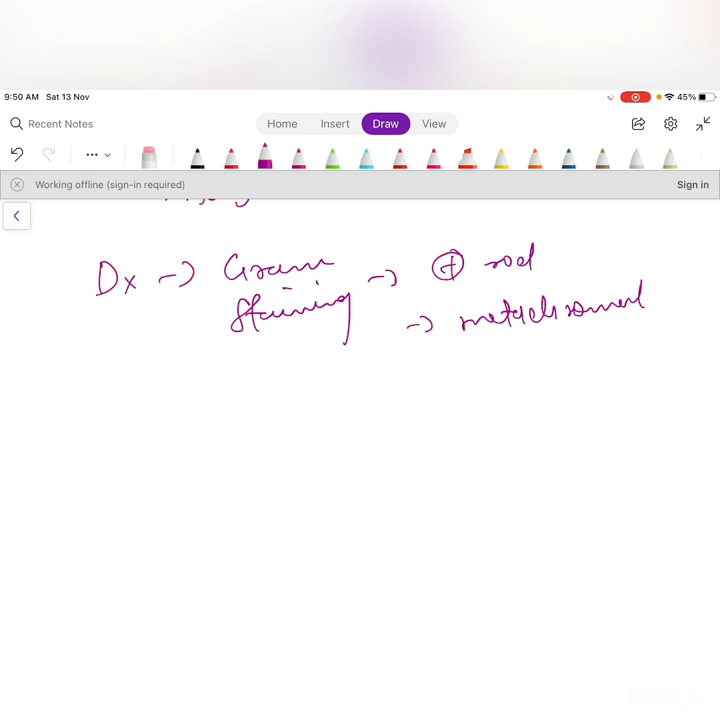 9:50 AM Sat 13 Nov
45%
Recent Notes
Home Insert Draw View
Working offline (sign-in required)
Sign in
Dx → Gram → + rod
Staining → metachromeal